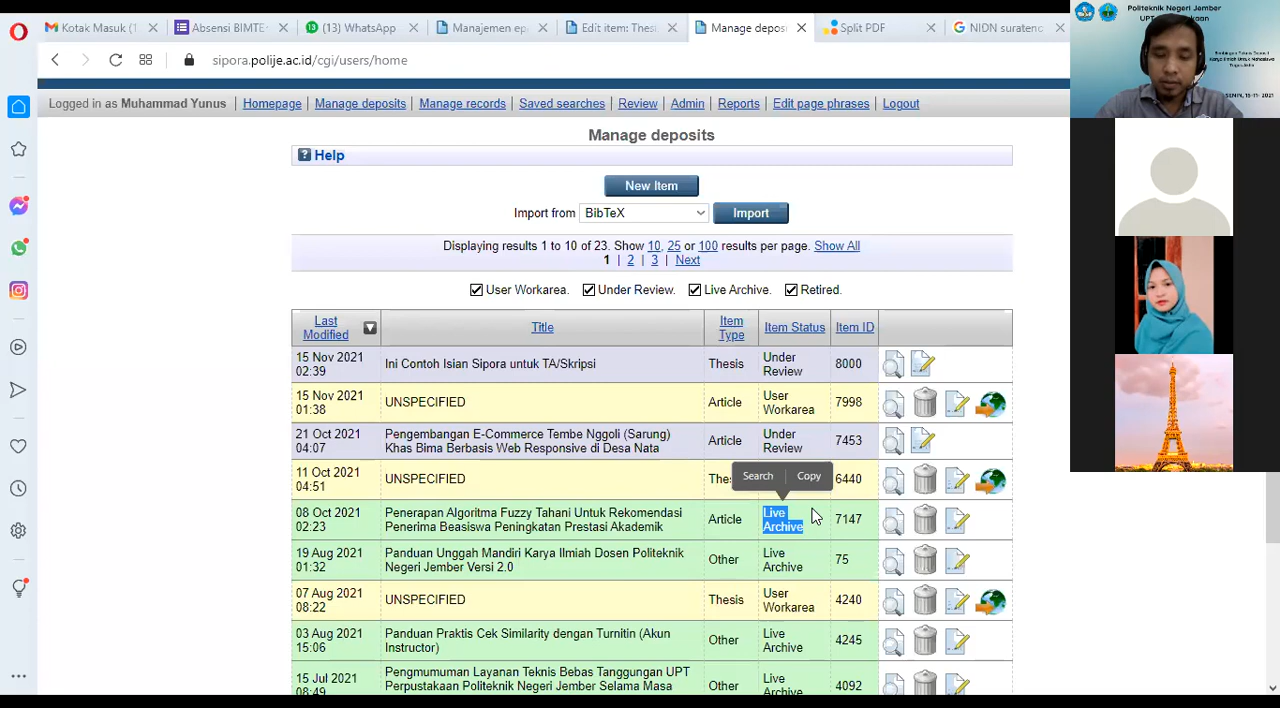 Kotak Masuk (1
Absensi BIMTE
(13) WhatsApp
Manajemen ep
Edit item: Thesi
Manage depos
Split PDF
NIDN suratenc
sipora.polije.ac.id/cgi/users/home
Politeknik Negeri Jember
UPT
SENIN, 15-11- 2021
Logged in as Muhammad Yunus | Homepage | Manage deposits | Manage records | Saved searches | Review | Admin | Reports | Edit page phrases | Logout
Manage deposits
Help
New Item
Import from BibTeX Import
Displaying results 1 to 10 of 23. Show 10, 25 or 100 results per page. Show All
1 | 2 | 3 | Next
User Workarea. Under Review. Live Archive. Retired.
Last Modified Title Item Type Item Status Item ID
15 Nov 2021 02:39 Ini Contoh Isian Sipora untuk TA/Skripsi Thesis Under Review 8000
15 Nov 2021 01:38 UNSPECIFIED Article User Workarea 7998
21 Oct 2021 04:07 Pengembangan E-Commerce Tembe Nggoli (Sarung) Khas Bima Berbasis Web Responsive di Desa Nata Article Under Review 7453
Search Copy
11 Oct 2021 04:51 UNSPECIFIED The 6440
08 Oct 2021 02:23 Penerapan Algoritma Fuzzy Tahani Untuk Rekomendasi Penerima Beasiswa Peningkatan Prestasi Akademik Article Live Archive 7147
19 Aug 2021 01:32 Panduan Unggah Mandiri Karya Ilmiah Dosen Politeknik Negeri Jember Versi 2.0 Other Live Archive 75
07 Aug 2021 08:22 UNSPECIFIED Thesis User Workarea 4240
03 Aug 2021 15:06 Panduan Praktis Cek Similarity dengan Turnitin (Akun Instructor) Other Live Archive 4245
15 Jul 2021 08:49 Pengmumuman Layanan Teknis Bebas Tanggungan UPT Perpustakaan Politeknik Negeri Jember Selama Masa Other Live Archive 4092